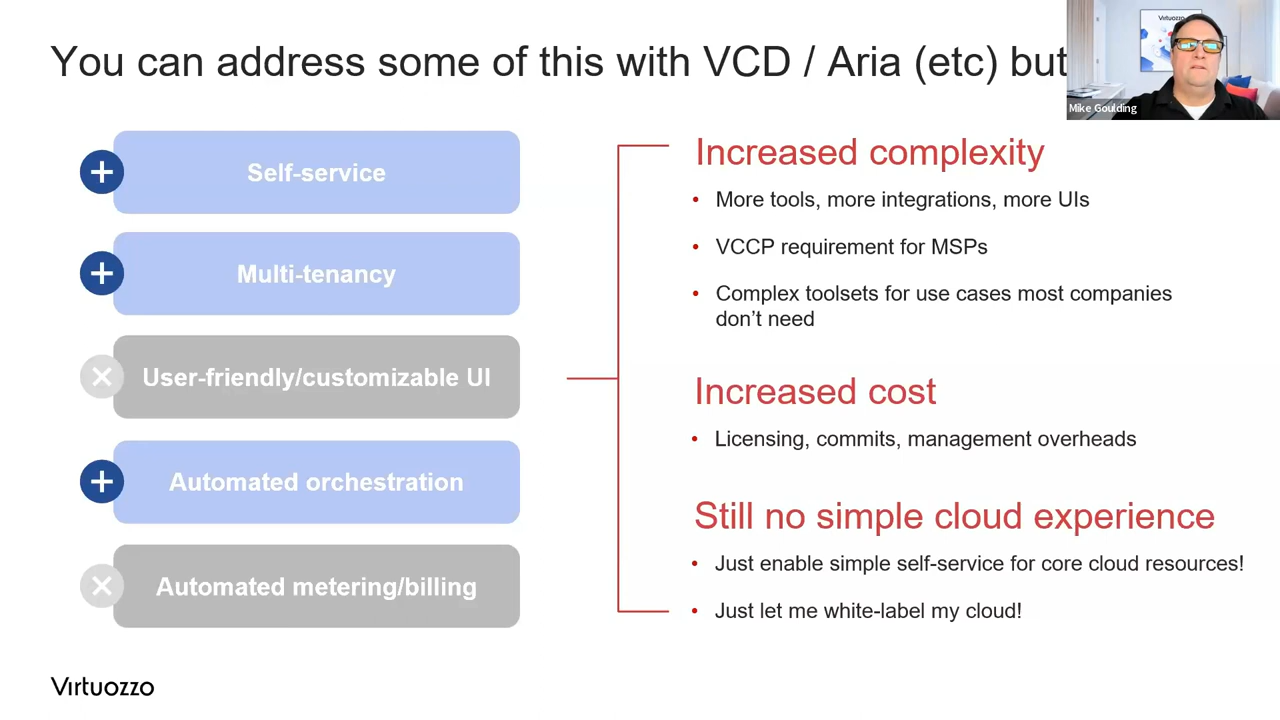 You can address some of this with VCD / Aria (etc) but
Virtuozzo
Mike Goulding
Self-service
Multi-tenancy
User-friendly/customizable UI
Automated orchestration
Automated metering/billing
Increased complexity
• More tools, more integrations, more UIs
• VCCP requirement for MSPs
• Complex toolsets for use cases most companies
don’t need
Increased cost
• Licensing, commits, management overheads
Still no simple cloud experience
• Just enable simple self-service for core cloud resources!
• Just let me white-label my cloud!
Virtuozzo